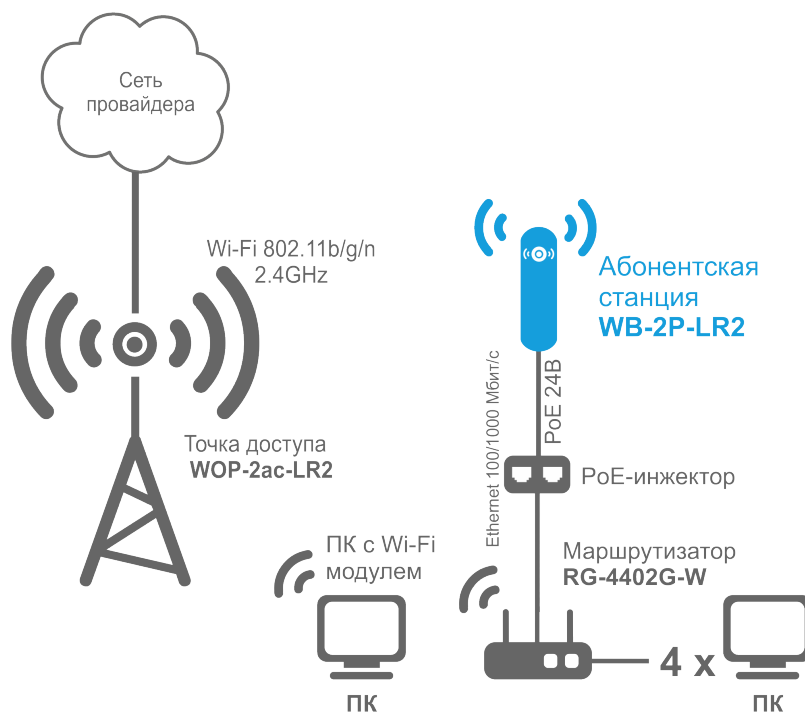 Сеть
провайдера
Wi-Fi 802.11b/g/n
2.4GHz
Точка доступа
WOP-2ac-LR2
Абонентская
станция
WB-2P-LR2
Ethernet 100/1000 Мбит/с
PoE 24В
PoE-инжектор
ПК с Wi-Fi
модулем
Маршрутизатор
RG-4402G-W
4 x
ПК
ПК